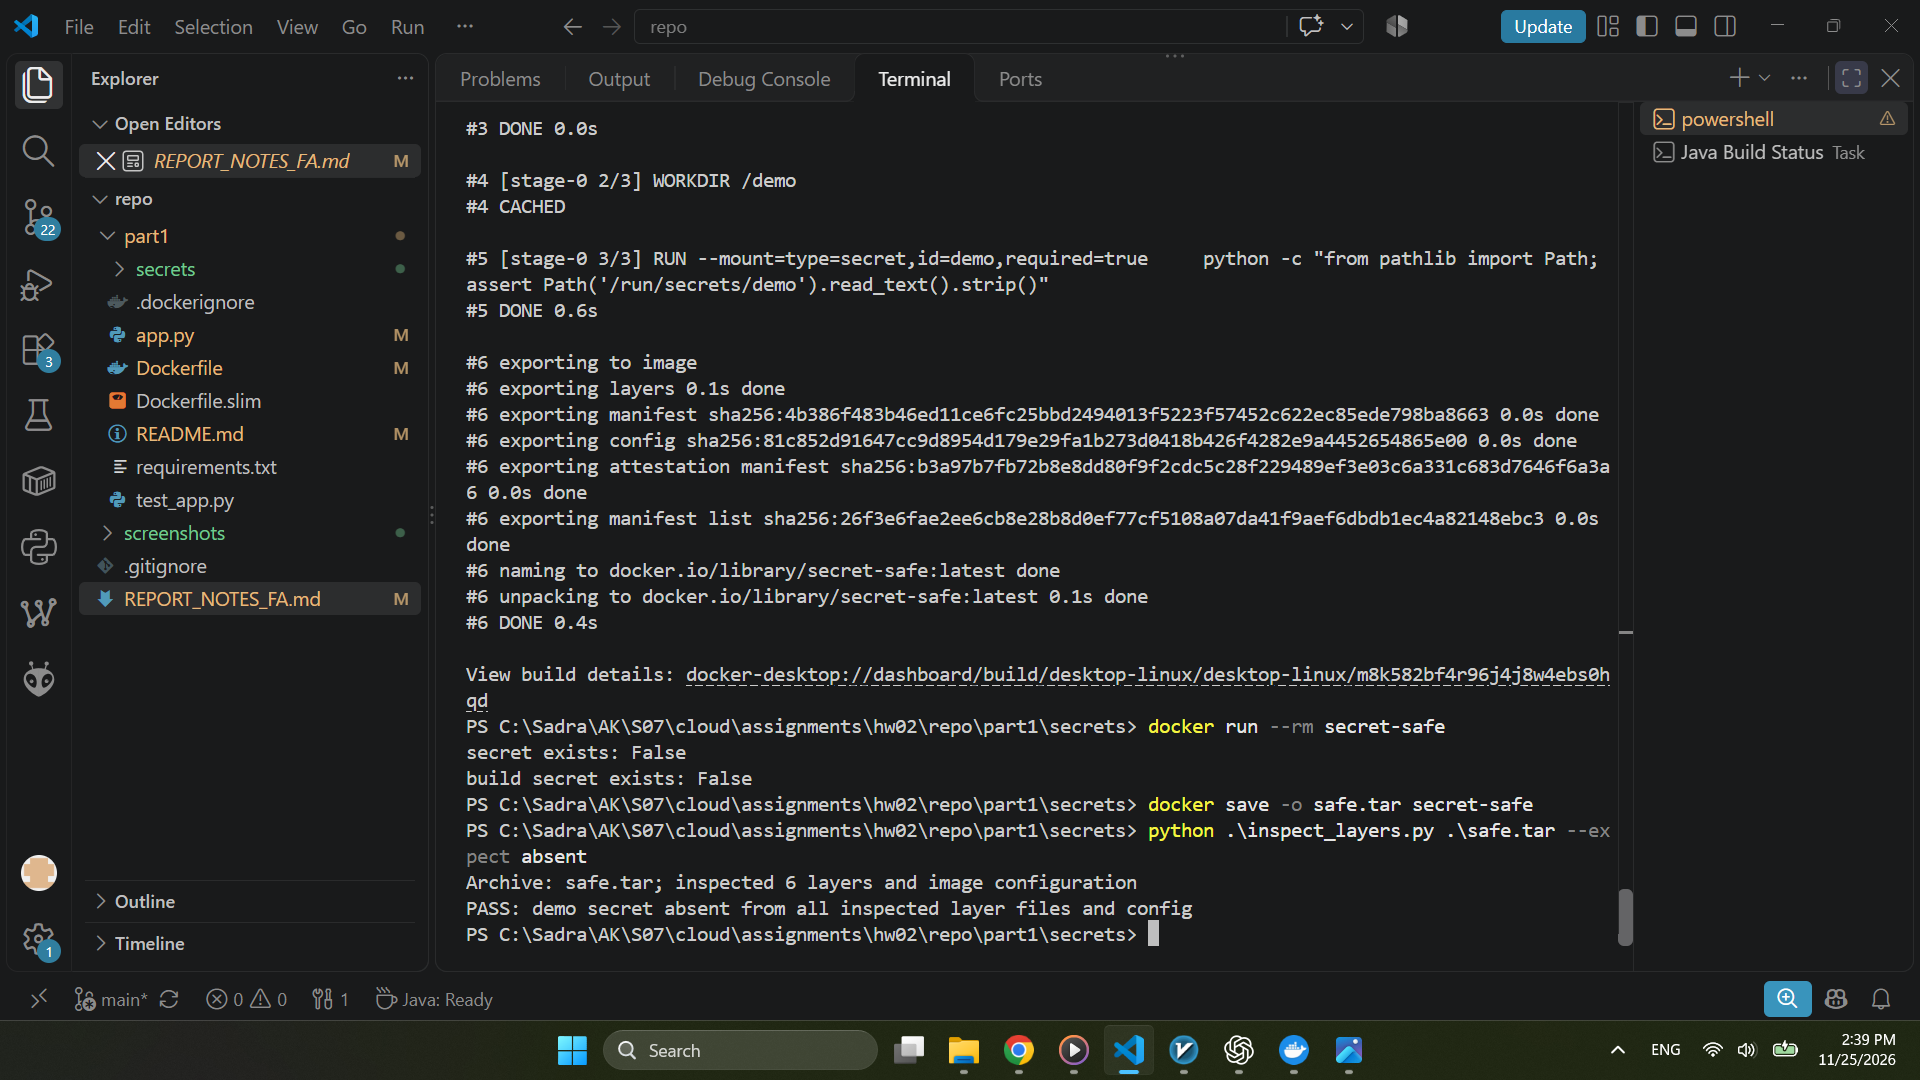 File Edit Selection View Go Run ···
repo
Update
Explorer
Open Editors
REPORT_NOTES_FA.md M
repo
part1
secrets
.dockerignore
app.py M
Dockerfile M
Dockerfile.slim
README.md M
requirements.txt
test_app.py
screenshots
.gitignore
REPORT_NOTES_FA.md M
Outline
Timeline
22
3
1
Problems Output Debug Console Terminal Ports
#3 DONE 0.0s
#4 [stage-0 2/3] WORKDIR /demo
#4 CACHED
#5 [stage-0 3/3] RUN --mount=type=secret,id=demo,required=true     python -c "from pathlib import Path;
assert Path('/run/secrets/demo').read_text().strip()"
#5 DONE 0.6s
#6 exporting to image
#6 exporting layers 0.1s done
#6 exporting manifest sha256:4b386f483b46ed11ce6fc25bbd2494013f5223f57452c622ec85ede798ba8663 0.0s done
#6 exporting config sha256:81c852d91647cc9d8954d179e29fa1b273d0418b426f4282e9a4452654865e00 0.0s done
#6 exporting attestation manifest sha256:b3a97b7fb72b8e8dd80f9f2cdc5c28f229489ef3e03c6a331c683d7646f6a3a
6 0.0s done
#6 exporting manifest list sha256:26f3e6fae2ee6cb8e28b8d0ef77cf5108a07da41f9aef6dbdb1ec4a82148ebc3 0.0s
done
#6 naming to docker.io/library/secret-safe:latest done
#6 unpacking to docker.io/library/secret-safe:latest 0.1s done
#6 DONE 0.4s
View build details: docker-desktop://dashboard/build/desktop-linux/desktop-linux/m8k582bf4r96j4j8w4ebs0h
qd
PS C:\Sadra\AK\S07\cloud\assignments\hw02\repo\part1\secrets> docker run --rm secret-safe
secret exists: False
build secret exists: False
PS C:\Sadra\AK\S07\cloud\assignments\hw02\repo\part1\secrets> docker save -o safe.tar secret-safe
PS C:\Sadra\AK\S07\cloud\assignments\hw02\repo\part1\secrets> python .\inspect_layers.py .\safe.tar --ex
pect absent
Archive: safe.tar; inspected 6 layers and image configuration
PASS: demo secret absent from all inspected layer files and config
PS C:\Sadra\AK\S07\cloud\assignments\hw02\repo\part1\secrets>
powershell
Java Build Status Task
main* 0 0 1 Java: Ready
Search
ENG
2:39 PM
11/25/2026